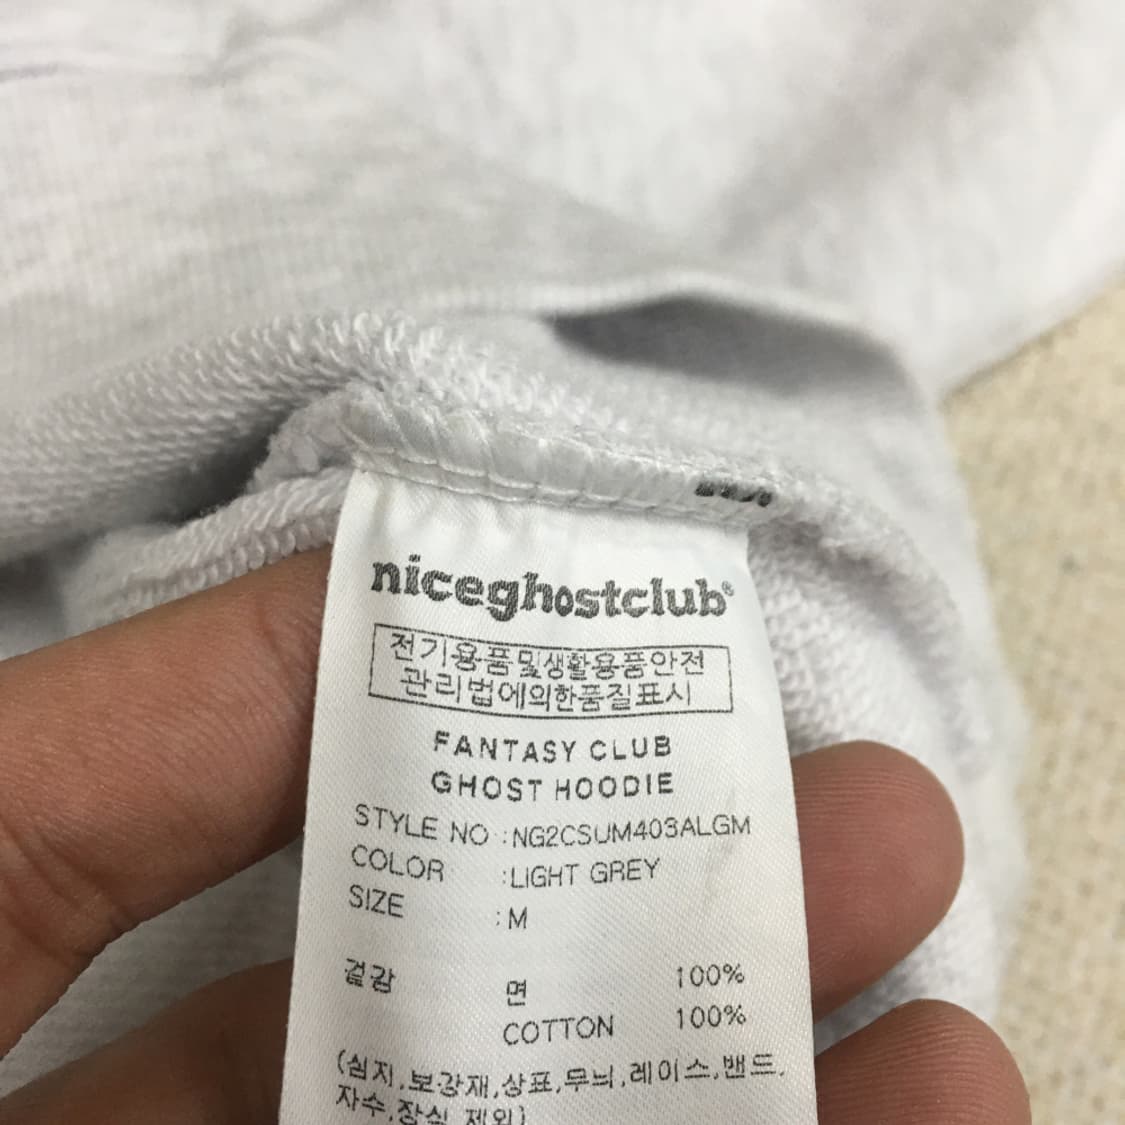 niceghostclub®
전기용품및생활용품안전
관리법에의한품질표시
FANTASY CLUB
GHOST HOODIE
STYLE NO : NG2CSUM403ALGM
COLOR : LIGHT GREY
SIZE : M
겉감 면 100%
COTTON 100%
(심지,보강재,상표,무늬,레이스,밴드,
자수,장식 제외)